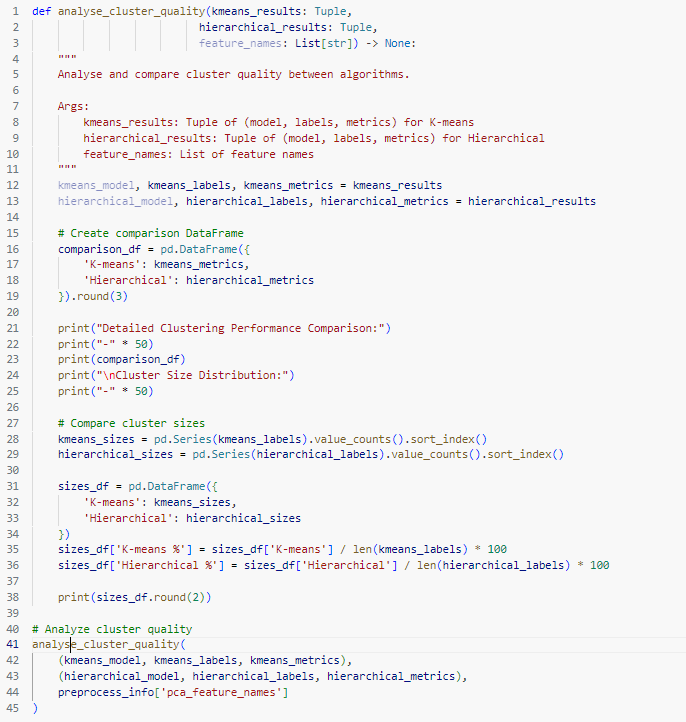 1 def analyse_cluster_quality(kmeans_results: Tuple,
2                           hierarchical_results: Tuple,
3                           feature_names: List[str]) -> None:
4     """
5     Analyse and compare cluster quality between algorithms.
6
7     Args:
8         kmeans_results: Tuple of (model, labels, metrics) for K-means
9         hierarchical_results: Tuple of (model, labels, metrics) for Hierarchical
10         feature_names: List of feature names
11     """
12     kmeans_model, kmeans_labels, kmeans_metrics = kmeans_results
13     hierarchical_model, hierarchical_labels, hierarchical_metrics = hierarchical_results
14
15     # Create comparison DataFrame
16     comparison_df = pd.DataFrame({
17         'K-means': kmeans_metrics,
18         'Hierarchical': hierarchical_metrics
19     }).round(3)
20
21     print("Detailed Clustering Performance Comparison:")
22     print("-" * 50)
23     print(comparison_df)
24     print("\nCluster Size Distribution:")
25     print("-" * 50)
26
27     # Compare cluster sizes
28     kmeans_sizes = pd.Series(kmeans_labels).value_counts().sort_index()
29     hierarchical_sizes = pd.Series(hierarchical_labels).value_counts().sort_index()
30
31     sizes_df = pd.DataFrame({
32         'K-means': kmeans_sizes,
33         'Hierarchical': hierarchical_sizes
34     })
35     sizes_df['K-means %'] = sizes_df['K-means'] / len(kmeans_labels) * 100
36     sizes_df['Hierarchical %'] = sizes_df['Hierarchical'] / len(hierarchical_labels) * 100
37
38     print(sizes_df.round(2))
39
40 # Analyze cluster quality
41 analyse_cluster_quality(
42     (kmeans_model, kmeans_labels, kmeans_metrics),
43     (hierarchical_model, hierarchical_labels, hierarchical_metrics),
44     preprocess_info['pca_feature_names']
45 )